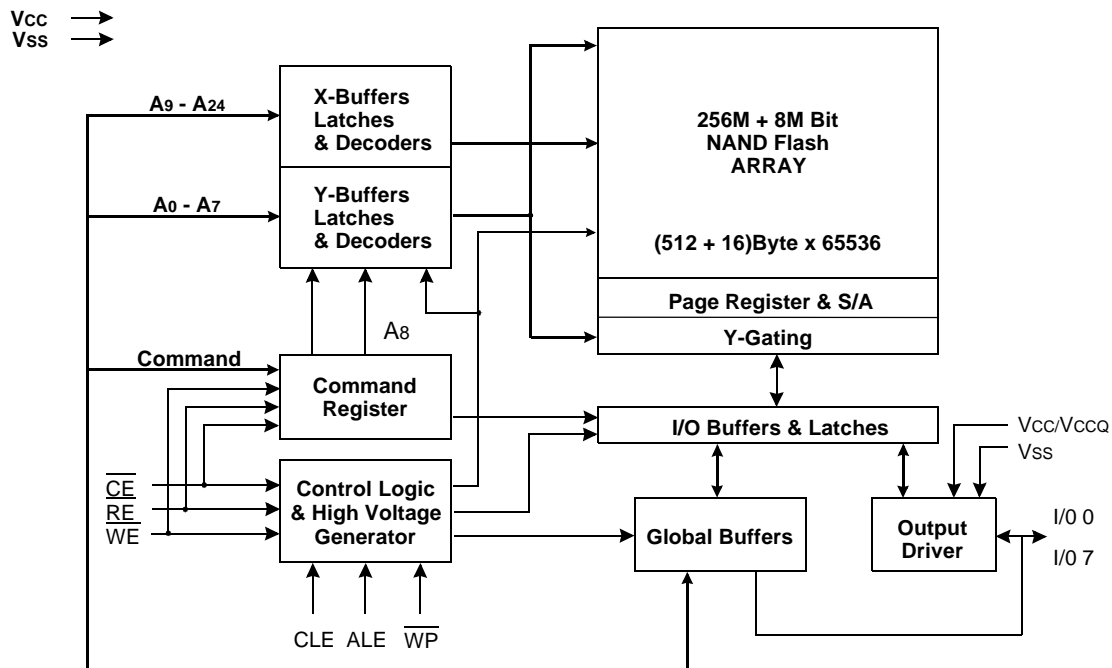 VCC
VSS
A9 - A24
X-Buffers
Latches
& Decoders
A0 - A7
Y-Buffers
Latches
& Decoders
256M + 8M Bit
NAND Flash
ARRAY
(512 + 16)Byte x 65536
Page Register & S/A
Y-Gating
A8
Command
Command
Register
I/O Buffers & Latches
VCC/VCCQ
VSS
CE
RE
WE
Control Logic
& High Voltage
Generator
Global Buffers
Output
Driver
I/0 0
I/0 7
CLE
ALE
WP